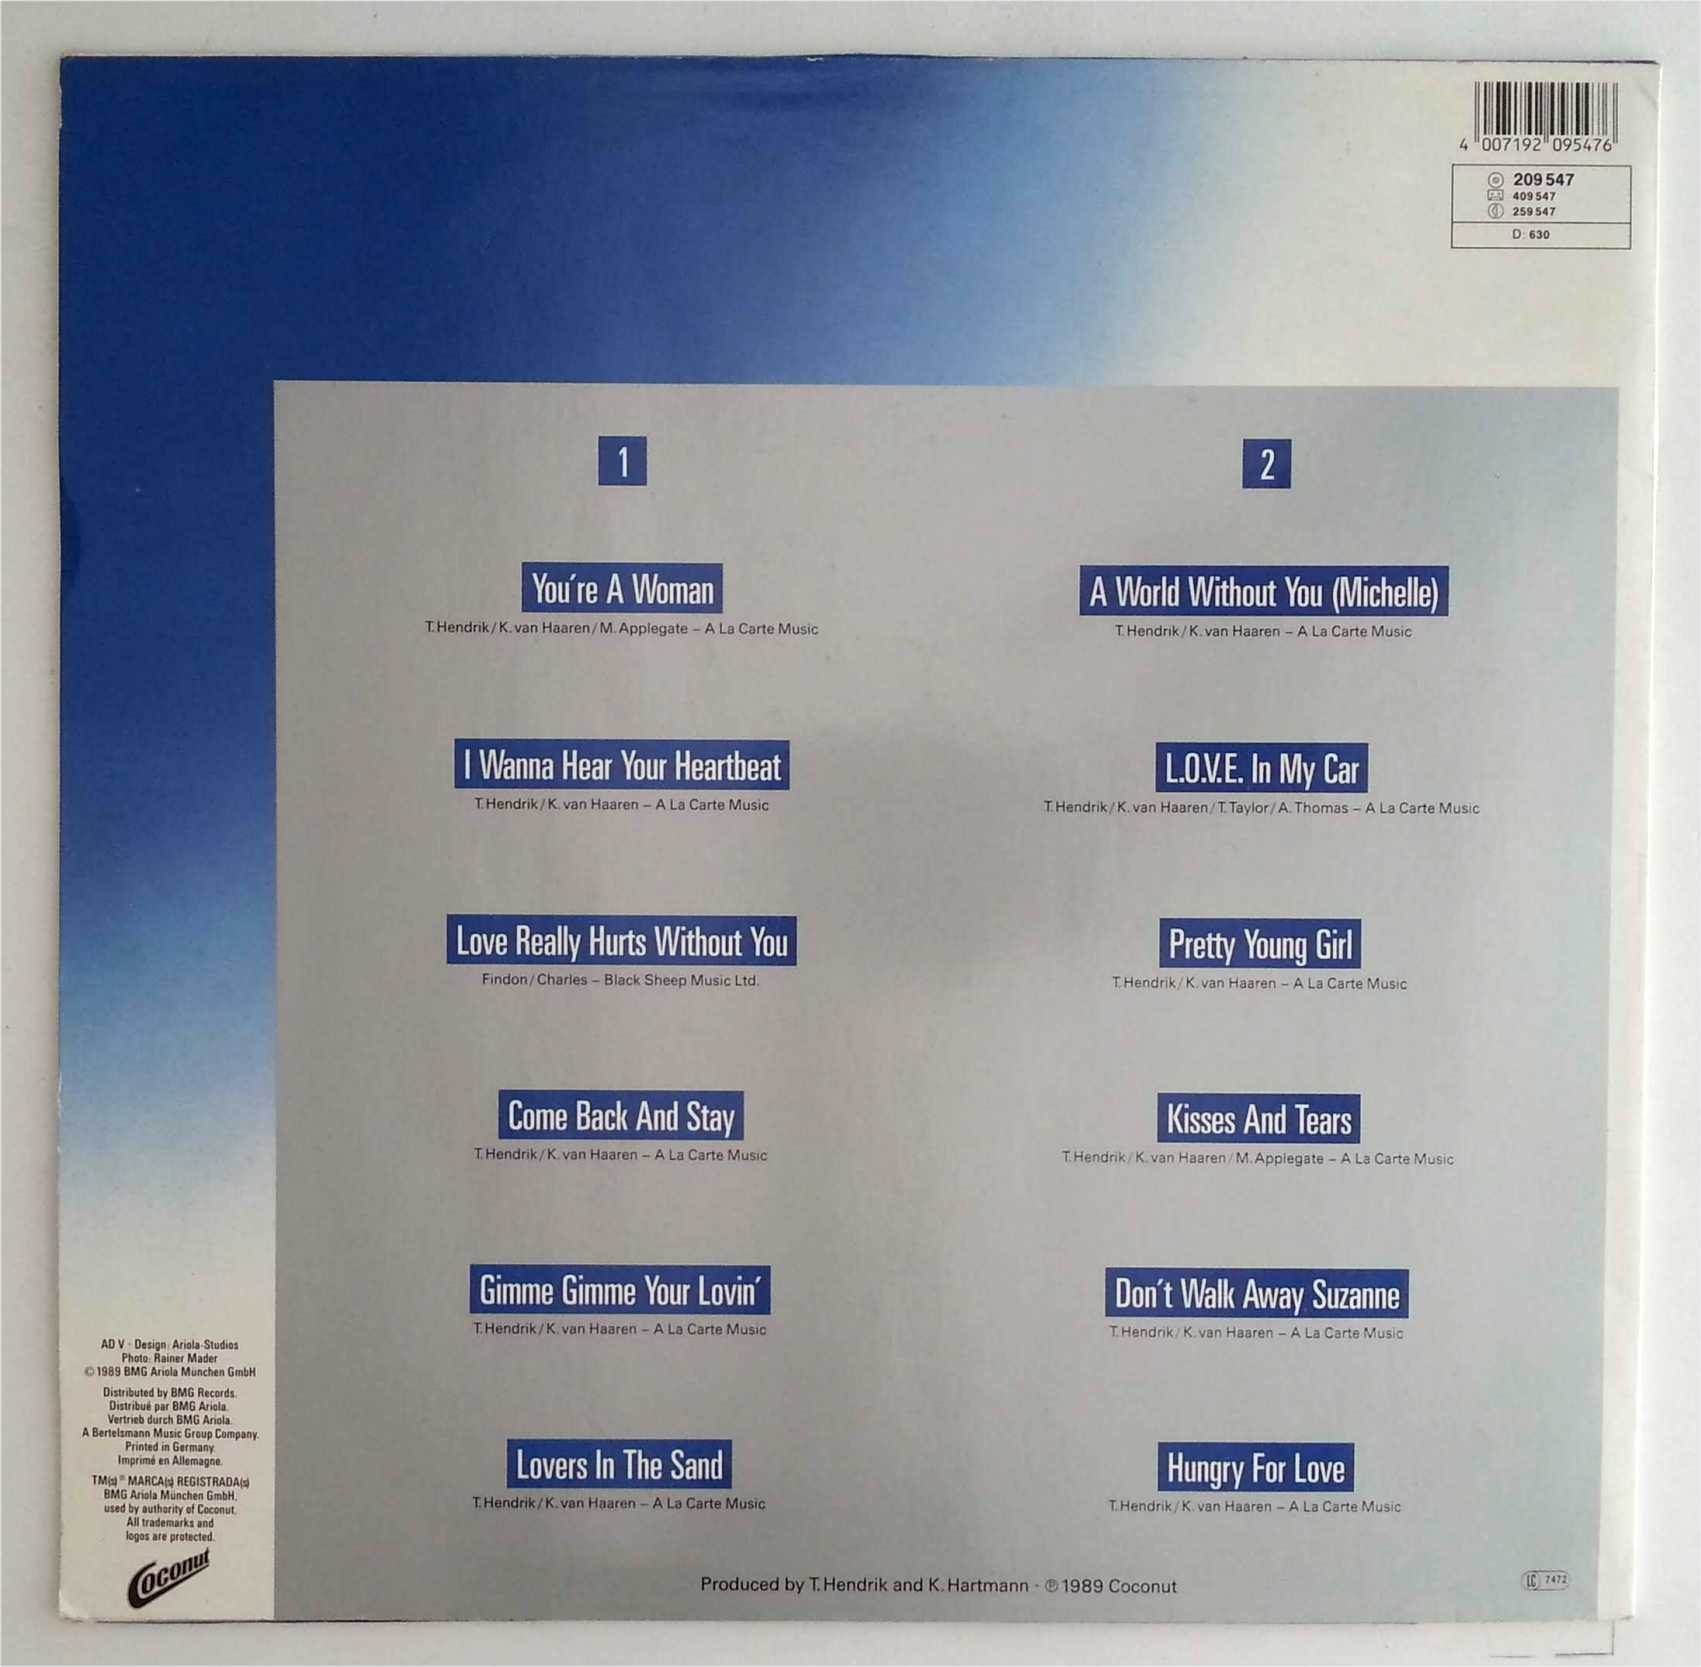 4 007192 095476
209 547
409 547
259 547
D: 630
1
You're A Woman
T. Hendrik / K. van Haaren / M. Applegate – A La Carte Music
I Wanna Hear Your Heartbeat
T. Hendrik / K. van Haaren – A La Carte Music
Love Really Hurts Without You
Findon / Charles – Black Sheep Music Ltd.
Come Back And Stay
T. Hendrik / K. van Haaren – A La Carte Music
Gimme Gimme Your Lovin'
T. Hendrik / K. van Haaren – A La Carte Music
Lovers In The Sand
T. Hendrik / K. van Haaren – A La Carte Music
2
A World Without You (Michelle)
T. Hendrik / K. van Haaren – A La Carte Music
L.O.V.E. In My Car
T. Hendrik / K. van Haaren / T. Taylor / A. Thomas – A La Carte Music
Pretty Young Girl
T. Hendrik / K. van Haaren – A La Carte Music
Kisses And Tears
T. Hendrik / K. van Haaren / M. Applegate – A La Carte Music
Don't Walk Away Suzanne
T. Hendrik / K. van Haaren – A La Carte Music
Hungry For Love
T. Hendrik / K. van Haaren – A La Carte Music
AD V · Design: Ariola-Studios
Photo: Rainer Mader
© 1989 BMG Ariola München GmbH
Distributed by BMG Records.
Distribué par BMG Ariola.
Vertrieb durch BMG Ariola.
A Bertelsmann Music Group Company.
Printed in Germany.
Imprimé en Allemagne.
TM(s) ® MARCA(s) REGISTRADA(s)
BMG Ariola München GmbH,
used by authority of Coconut.
All trademarks and
logos are protected.
Coconut
Produced by T. Hendrik and K. Hartmann · ℗ 1989 Coconut
LC 7472